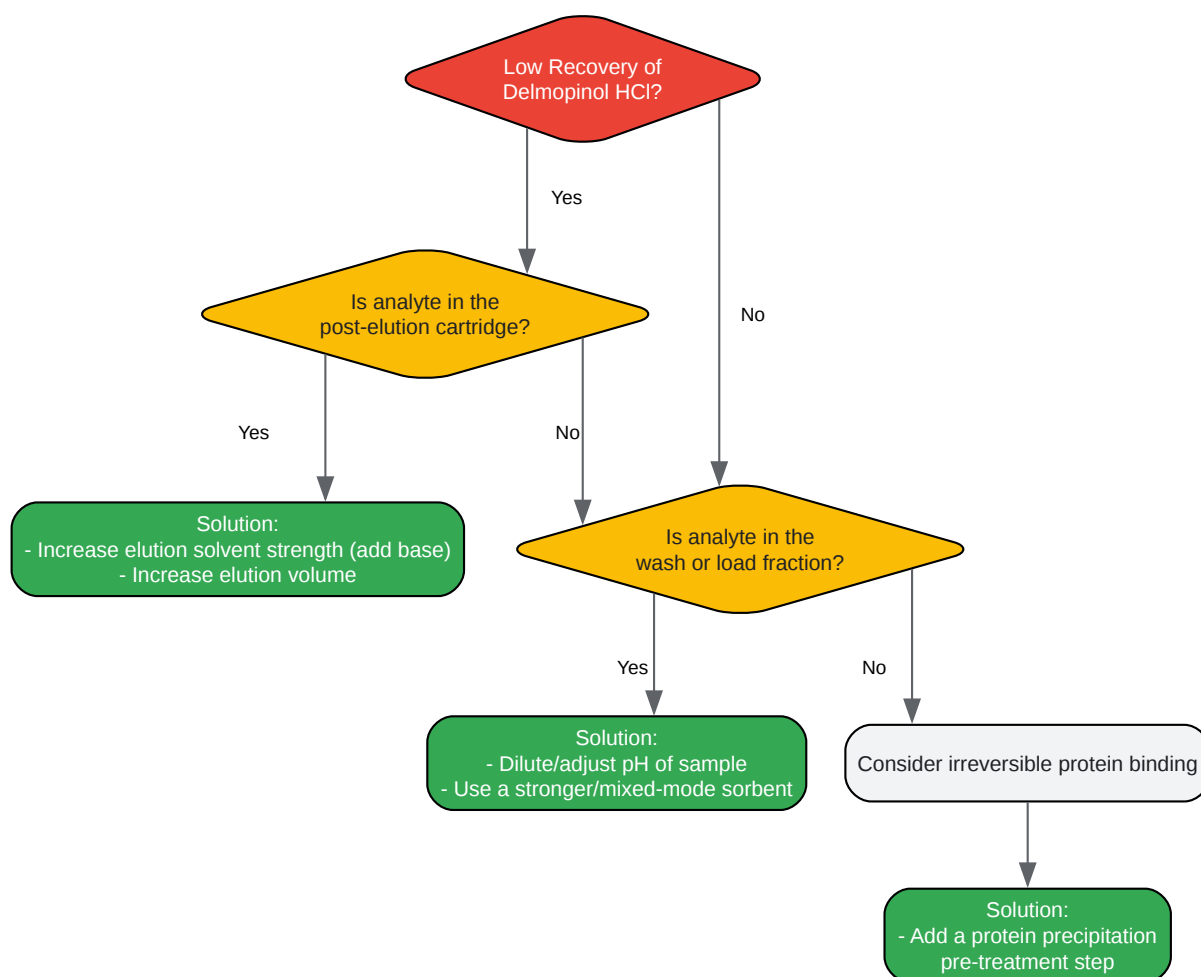 Low Recovery of
Delmopinol HCl?
Yes
No
Is analyte in the
post-elution cartridge?
Yes
No
Solution:
- Increase elution solvent strength (add base)
- Increase elution volume
Is analyte in the
wash or load fraction?
Yes
No
Solution:
- Dilute/adjust pH of sample
- Use a stronger/mixed-mode sorbent
Consider irreversible protein binding
Solution:
- Add a protein precipitation
pre-treatment step